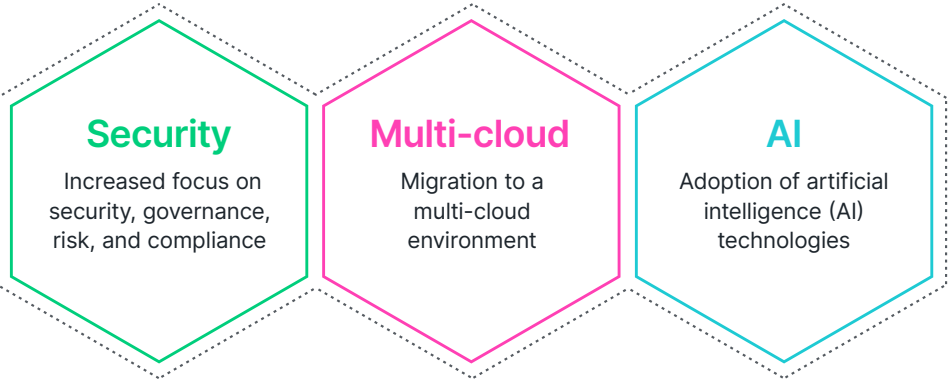 Security
Increased focus on
security, governance,
risk, and compliance
Multi-cloud
Migration to a
multi-cloud
environment
AI
Adoption of artificial
intelligence (AI)
technologies